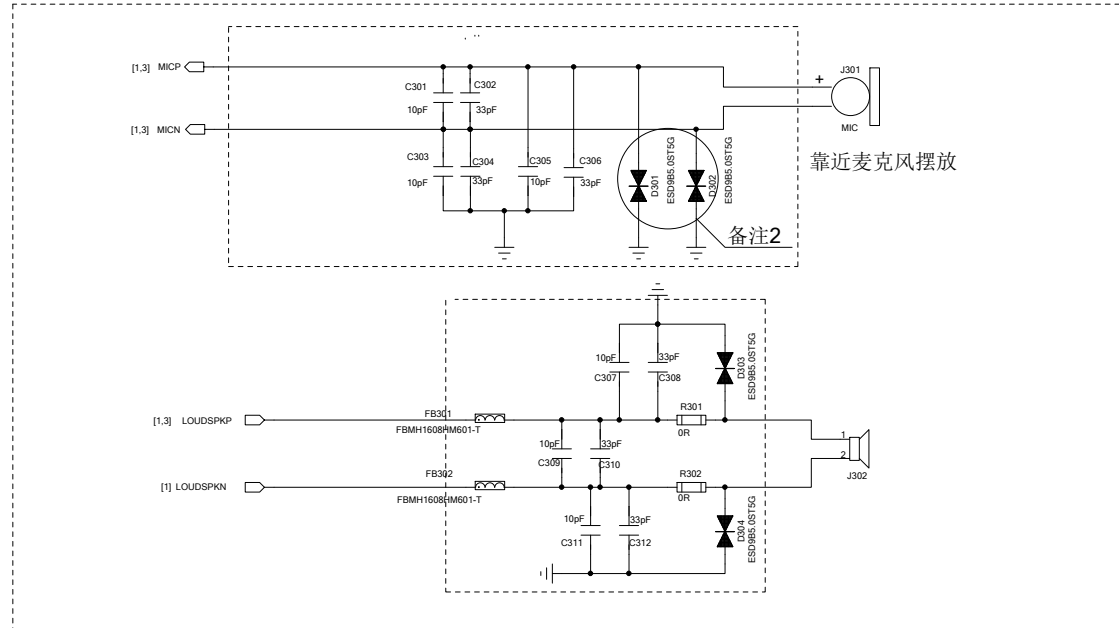 [1,3] MICP
[1,3] MICN
C301
10pF
C302
33pF
C303
10pF
C304
33pF
C305
10pF
C306
33pF
D301
ESD9B5.0ST5G
D302
ESD9B5.0ST5G
J301
+
MIC
靠近麦克风摆放
备注2
10pF
C307
33pF
C308
D303
ESD9B5.0ST5G
[1,3] LOUDSPKP
FB301
FBMH1608HM601-T
R301
0R
10pF
C309
33pF
C310
[1] LOUDSPKN
FB302
FBMH1608HM601-T
R302
0R
1
2
J302
10pF
C311
33pF
C312
D304
ESD9B5.0ST5G